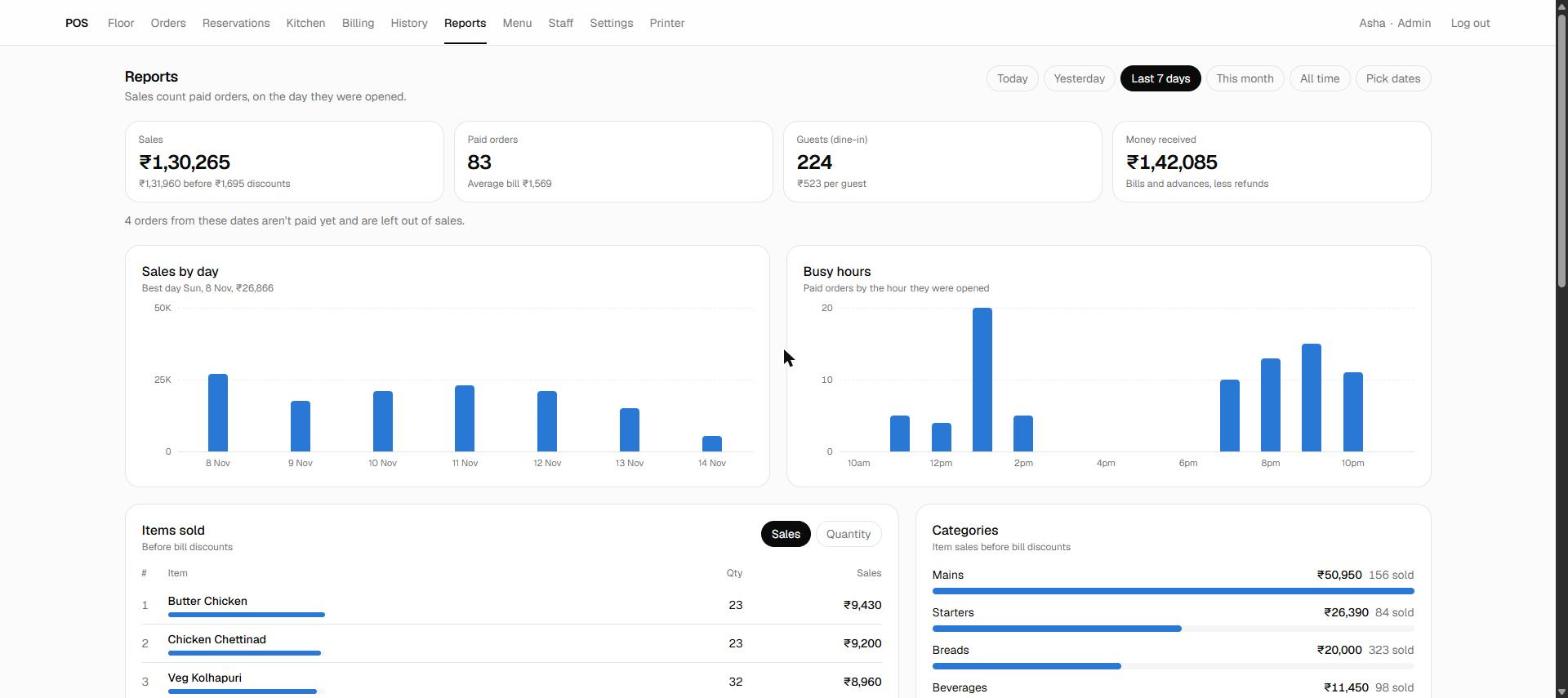 POS Floor Orders Reservations Kitchen Billing History Reports Menu Staff Settings Printer Asha · Admin Log out
Reports
Sales count paid orders, on the day they were opened.
Today Yesterday Last 7 days This month All time Pick dates
Sales
₹1,30,265
₹1,31,960 before ₹1,695 discounts
Paid orders
83
Average bill ₹1,569
Guests (dine-in)
224
₹523 per guest
Money received
₹1,42,085
Bills and advances, less refunds
4 orders from these dates aren't paid yet and are left out of sales.
Sales by day
Best day Sun, 8 Nov, ₹26,866
50K
25K
0
8 Nov 9 Nov 10 Nov 11 Nov 12 Nov 13 Nov 14 Nov
Busy hours
Paid orders by the hour they were opened
20
10
0
10am 12pm 2pm 4pm 6pm 8pm 10pm
Items sold
Before bill discounts
Sales Quantity
# Item Qty Sales
1 Butter Chicken 23 ₹9,430
2 Chicken Chettinad 23 ₹9,200
3 Veg Kolhapuri 32 ₹8,960
Categories
Item sales before bill discounts
Mains ₹50,950 156 sold
Starters ₹26,390 84 sold
Breads ₹20,000 323 sold
Beverages ₹11,450 98 sold